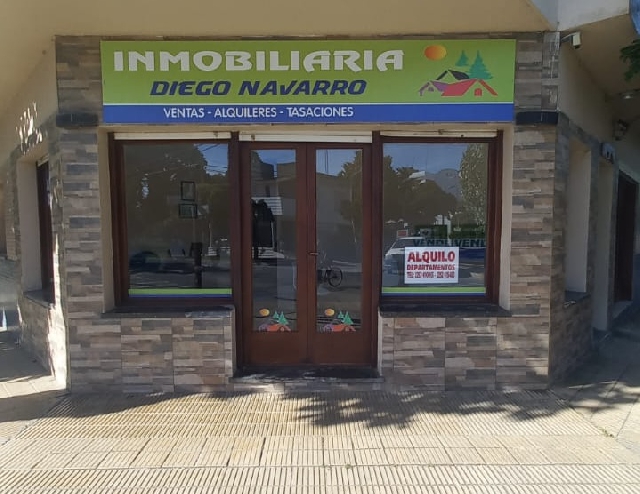 INMOBILIARIA
DIEGO NAVARRO
VENTAS - ALQUILERES - TASACIONES
ALQUILO
DEPARTAMENTOS